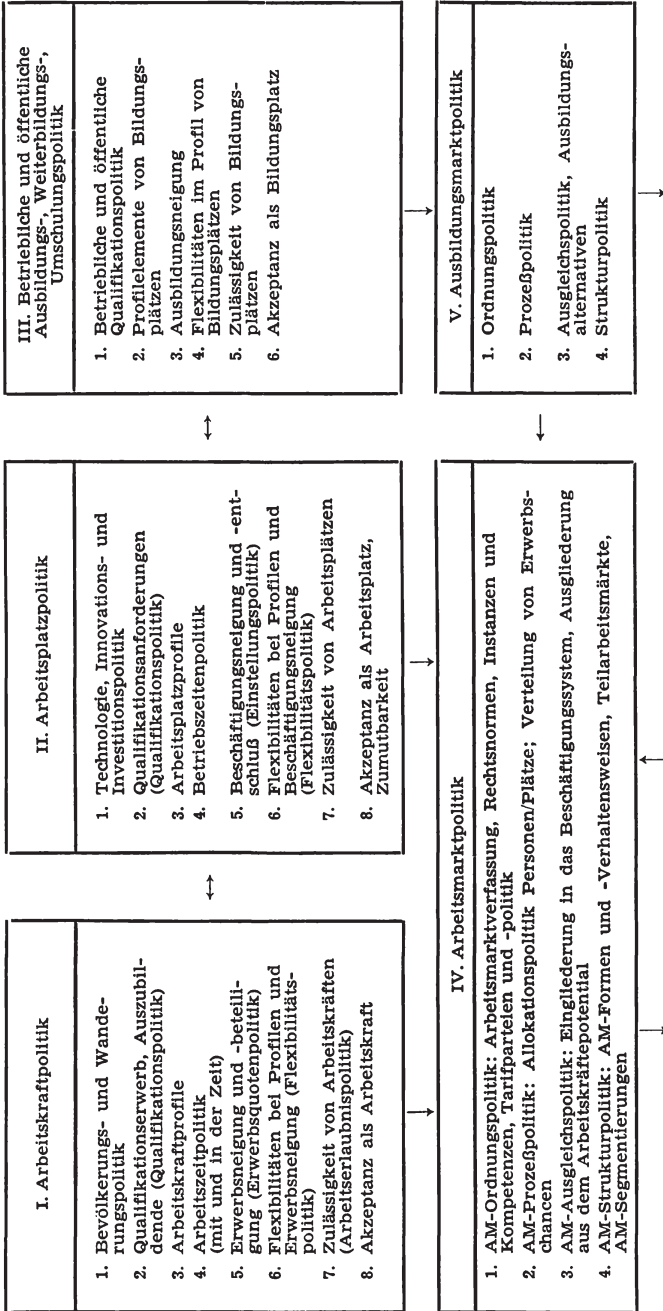 I. Arbeitskraftpolitik
1. Bevölkerungs- und Wande-
rungspolitik
2. Qualifikationserwerb, Auszubil-
dende (Qualifikationspolitik)
3. Arbeitskraftprofile
4. Arbeitszeitpolitik
(mit und in der Zeit)
5. Erwerbsneigung und -beteili-
gung (Erwerbsquotenpolitik)
6. Flexibilitäten bei Profilen und
Erwerbsneigung (Flexibilitäts-
politik)
7. Zulässigkeit von Arbeitskräften
(Arbeitserlaubnispolitik)
8. Akzeptanz als Arbeitskraft
↔
II. Arbeitsplatzpolitik
1. Technologie, Innovations- und
Investitionspolitik
2. Qualifikationsanforderungen
(Qualifikationspolitik)
3. Arbeitsplatzprofile
4. Betriebszeitenpolitik
5. Beschäftigungsneigung und -ent-
schluß (Einstellungspolitik)
6. Flexibilitäten bei Profilen und
Beschäftigungsneigung
(Flexibilitätspolitik)
7. Zulässigkeit von Arbeitsplätzen
8. Akzeptanz als Arbeitsplatz,
Zumutbarkeit
↔
III. Betriebliche und öffentliche
Ausbildungs-, Weiterbildungs-,
Umschulungspolitik
1. Betriebliche und öffentliche
Qualifikationspolitik
2. Profilelemente von Bildungs-
plätzen
3. Ausbildungsneigung
4. Flexibilitäten im Profil von
Bildungsplätzen
5. Zulässigkeit von Bildungs-
plätzen
6. Akzeptanz als Bildungsplatz
IV. Arbeitsmarktpolitik
1. AM-Ordnungspolitik: Arbeitsmarktverfassung, Rechtsnormen, Instanzen und
Kompetenzen, Tarifparteien und -politik
2. AM-Prozeßpolitik: Allokationspolitik Personen/Plätze; Verteilung von Erwerbs-
chancen
3. AM-Ausgleichspolitik: Eingliederung in das Beschäftigungssystem, Ausgliederung
aus dem Arbeitskräftepotential
4. AM-Strukturpolitik: AM-Formen und -Verhaltensweisen, Teilarbeitsmärkte,
AM-Segmentierungen
←
V. Ausbildungsmarktpolitik
1. Ordnungspolitik
2. Prozeßpolitik
3. Ausgleichspolitik, Ausbildungs-
alternativen
4. Strukturpolitik